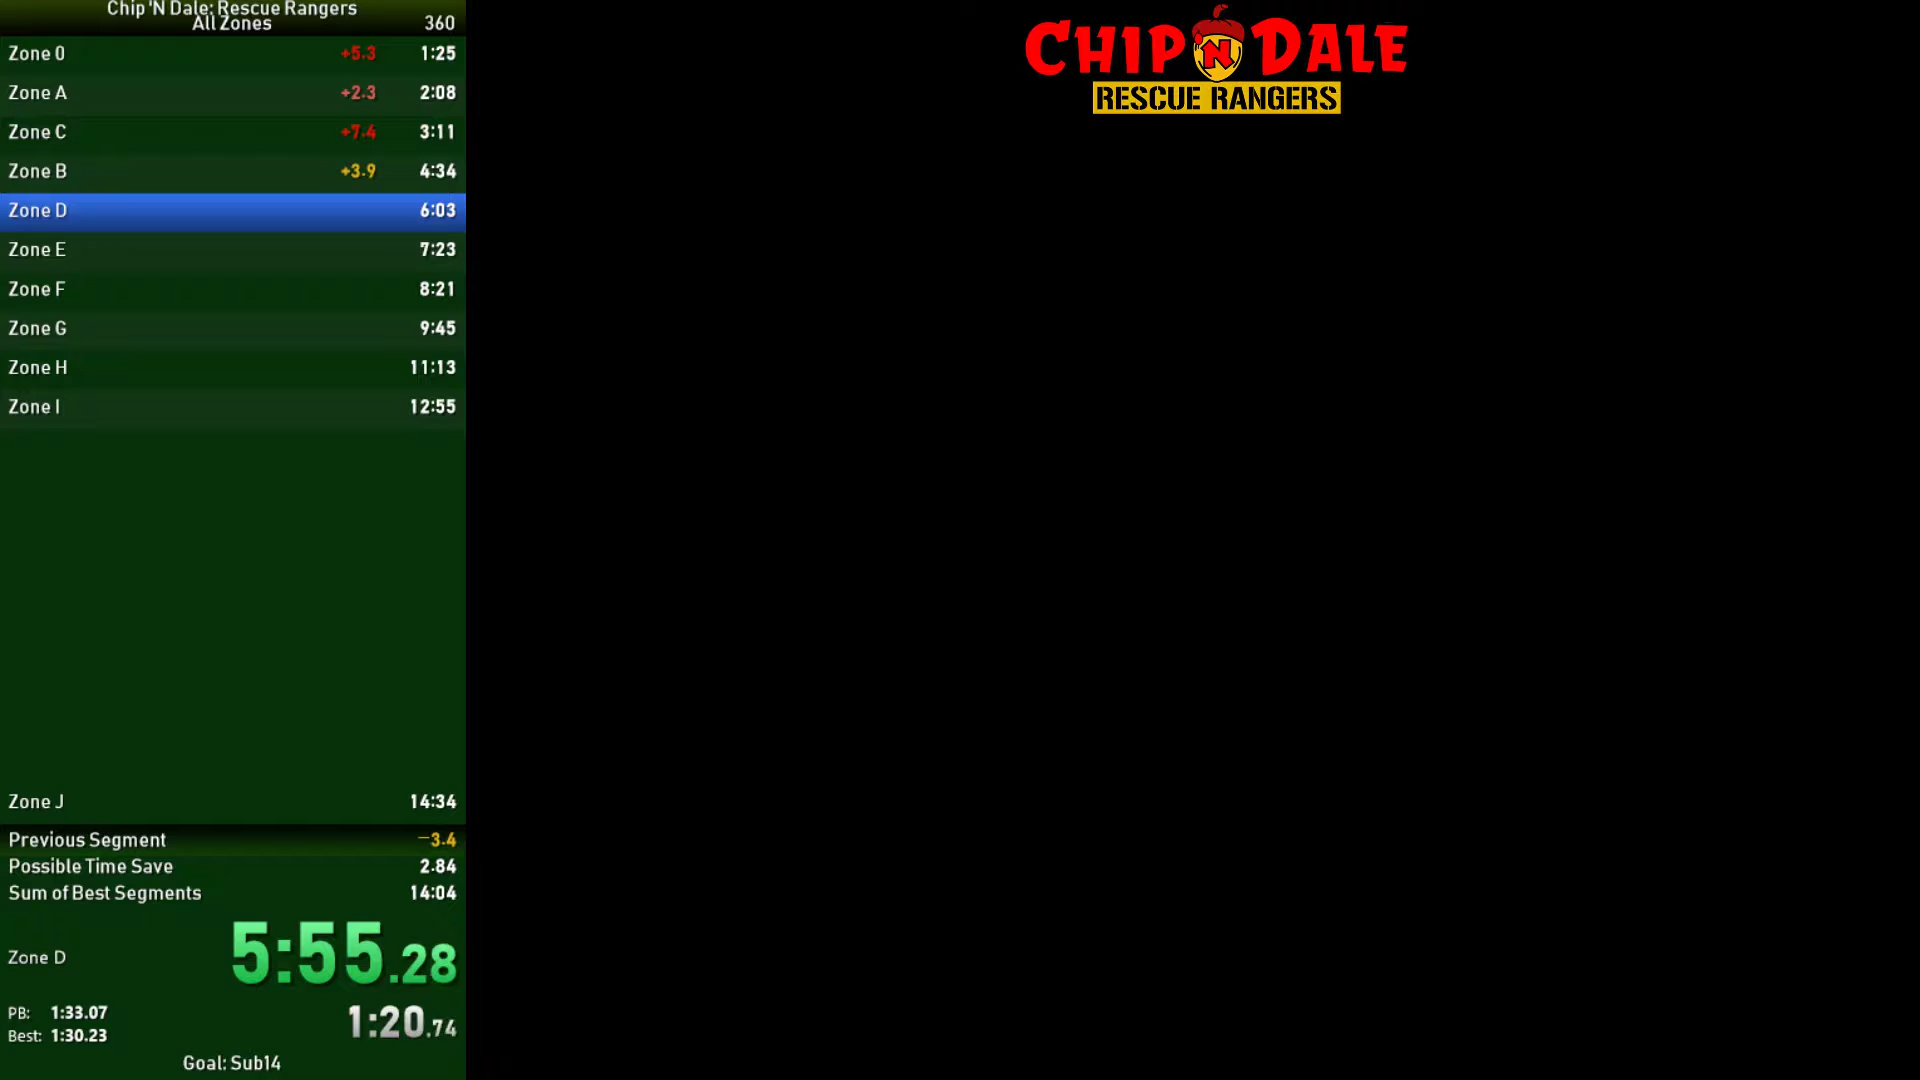 Chip 'N Dale: Rescue Rangers
All Zones 360
Zone 0 +5.3 1:25
Zone A +2.3 2:08
Zone C +7.4 3:11
Zone B +3.9 4:34
Zone D 6:03
Zone E 7:23
Zone F 8:21
Zone G 9:45
Zone H 11:13
Zone I 12:55
Zone J 14:34
Previous Segment −3.4
Possible Time Save 2.84
Sum of Best Segments 14:04
Zone D 5:55.28
PB: 1:33.07
Best: 1:30.23
1:20.74
Goal: Sub14
CHIP N DALE
RESCUE RANGERS